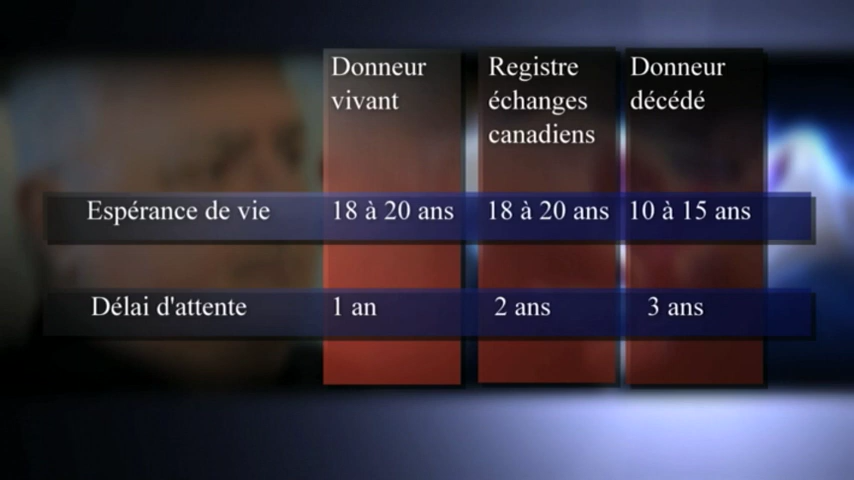 Donneur
vivant
Registre
échanges
canadiens
Donneur
décédé
Espérance de vie 18 à 20 ans 18 à 20 ans 10 à 15 ans
Délai d'attente 1 an 2 ans 3 ans